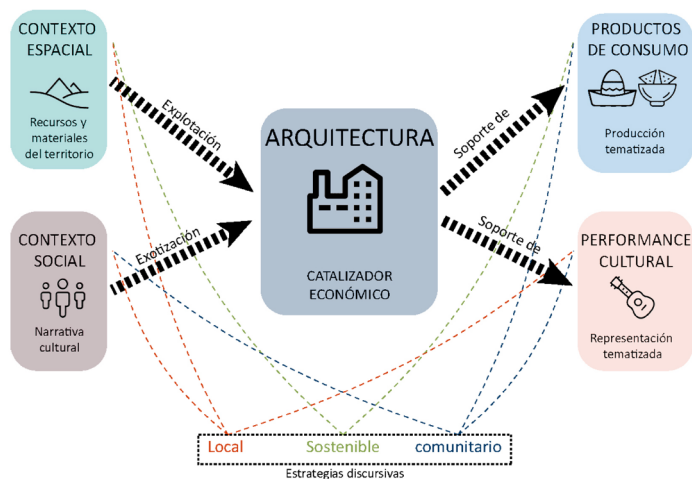 CONTEXTO
ESPACIAL
Recursos y
materiales
del territorio
Explotación
CONTEXTO
SOCIAL
Narrativa
cultural
Exotización
ARQUITECTURA
CATALIZADOR
ECONÓMICO
Soporte de
PRODUCTOS
DE CONSUMO
Producción
tematizada
Soporte de
PERFORMANCE
CULTURAL
Representación
tematizada
Local
Sostenible
comunitario
Estrategias discursivas